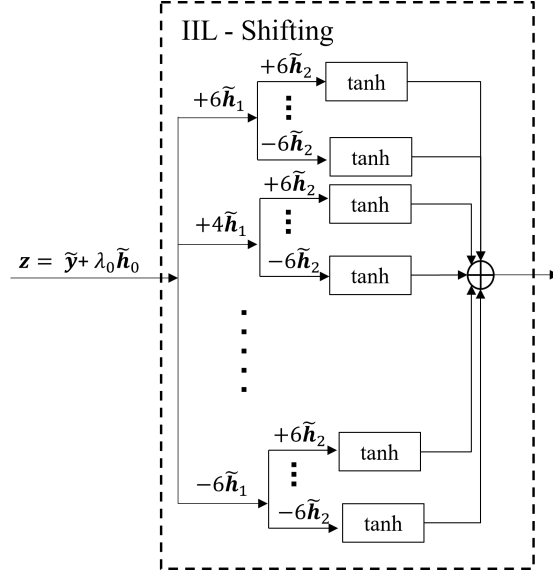 IIL - Shifting
+6h̃₂
tanh
+6h̃₁
−6h̃₂
tanh
+6h̃₂
tanh
+4h̃₁
−6h̃₂
tanh
z = ỹ+ λ₀h̃₀
+6h̃₂
tanh
−6h̃₁
−6h̃₂
tanh